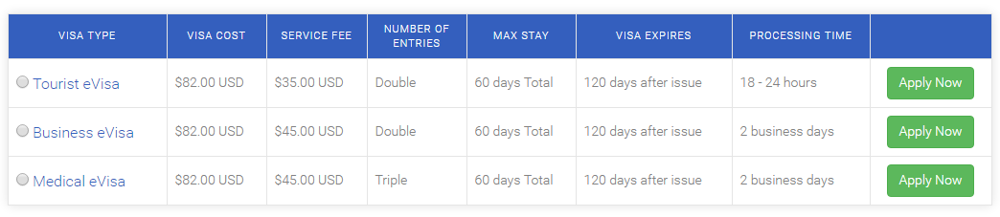 VISA TYPE VISA COST SERVICE FEE NUMBER OF ENTRIES MAX STAY VISA EXPIRES PROCESSING TIME
Tourist eVisa $82.00 USD $35.00 USD Double 60 days Total 120 days after issue 18 - 24 hours Apply Now
Business eVisa $82.00 USD $45.00 USD Double 60 days Total 120 days after issue 2 business days Apply Now
Medical eVisa $82.00 USD $45.00 USD Triple 60 days Total 120 days after issue 2 business days Apply Now